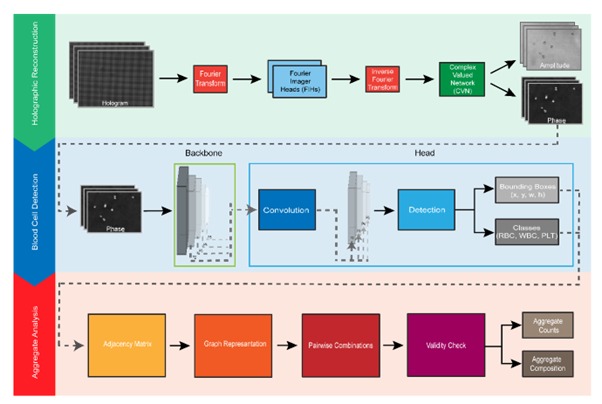 Holographic Reconstruction
Hologram
Fourier
Transform
Fourier
Imager
Heads (FIHs)
Inverse
Fourier
Transform
Complex
Valued
Network
(CVN)
Amplitude
Phase
Blood Cell Detection
Phase
Backbone
Head
Convolution
Detection
Bounding Boxes
(x, y, w, h)
Classes
(RBC, WBC, PLT)
Aggregate Analysis
Adjacency Matrix
Graph Representation
Pairwise Combinations
Validity Check
Aggregate
Counts
Aggregate
Composition